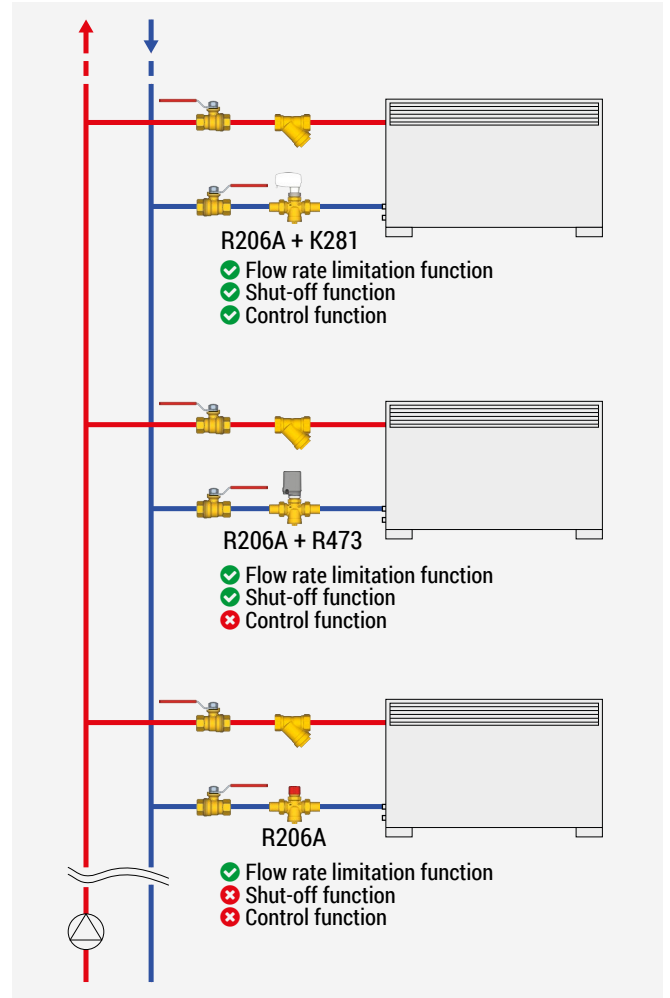 R206A + K281
Flow rate limitation function
Shut-off function
Control function
R206A + R473
Flow rate limitation function
Shut-off function
Control function
R206A
Flow rate limitation function
Shut-off function
Control function